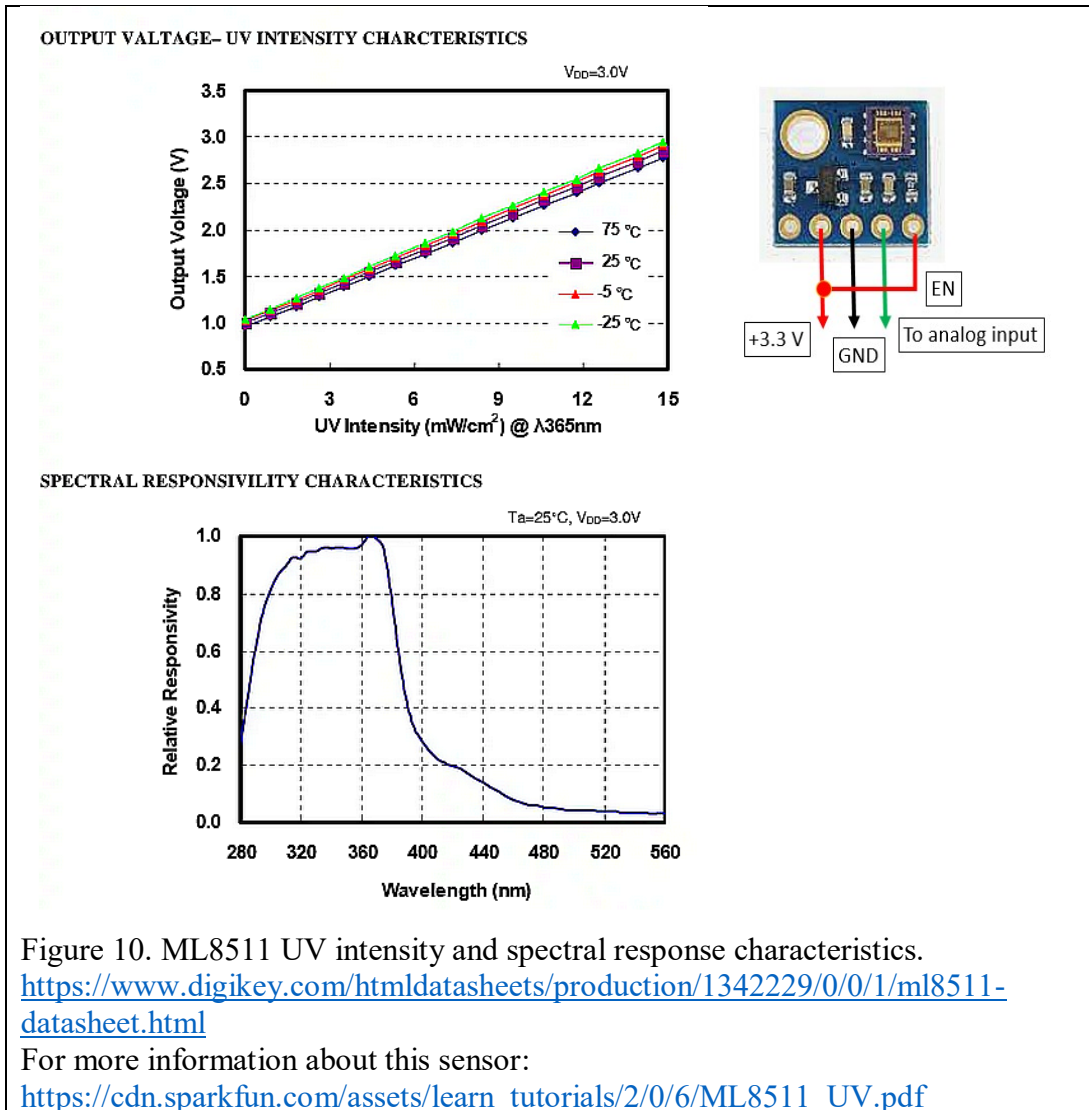 OUTPUT VALTAGE– UV INTENSITY CHARCTERISTICS
VDD=3.0V
3.5
3.0
2.5
2.0
1.5
1.0
0.5
Output Voltage (V)
75 °C
25 °C
-5 °C
-25 °C
0 3 6 9 12 15
UV Intensity (mW/cm²) @ λ365nm
EN
+3.3 V
GND
To analog input
SPECTRAL RESPONSIVILITY CHARACTERISTICS
Ta=25°C, VDD=3.0V
1.0
0.8
0.6
0.4
0.2
0.0
Relative Responsivity
280 320 360 400 440 480 520 560
Wavelength (nm)
Figure 10. ML8511 UV intensity and spectral response characteristics.
https://www.digikey.com/htmldatasheets/production/1342229/0/0/1/ml8511-
datasheet.html
For more information about this sensor:
https://cdn.sparkfun.com/assets/learn_tutorials/2/0/6/ML8511_UV.pdf